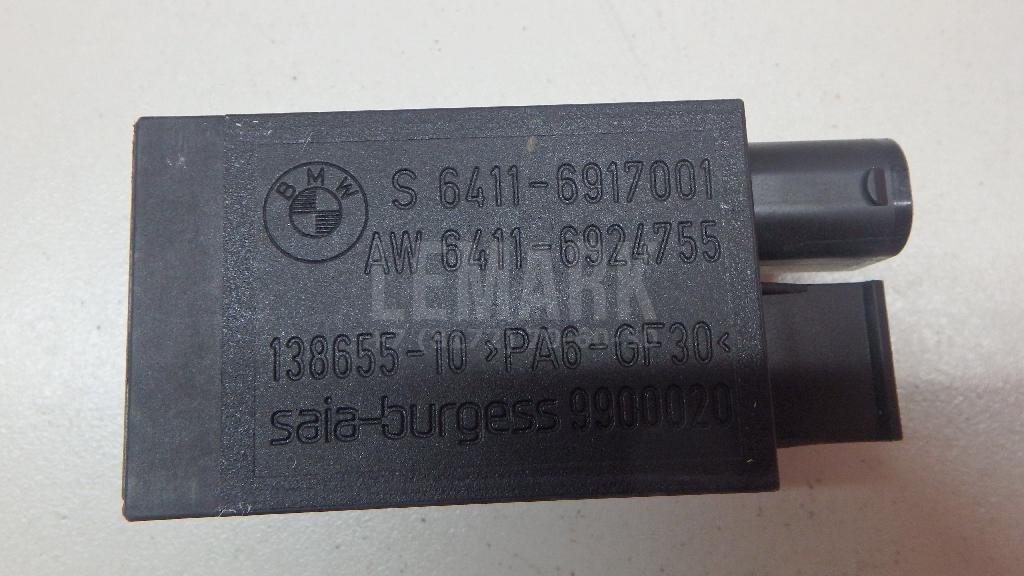 BMW
S 6411-6917001
AW 6411-6924755
LEMARK
138655-10 >PA6-GF30<
saia-burgess 9900020